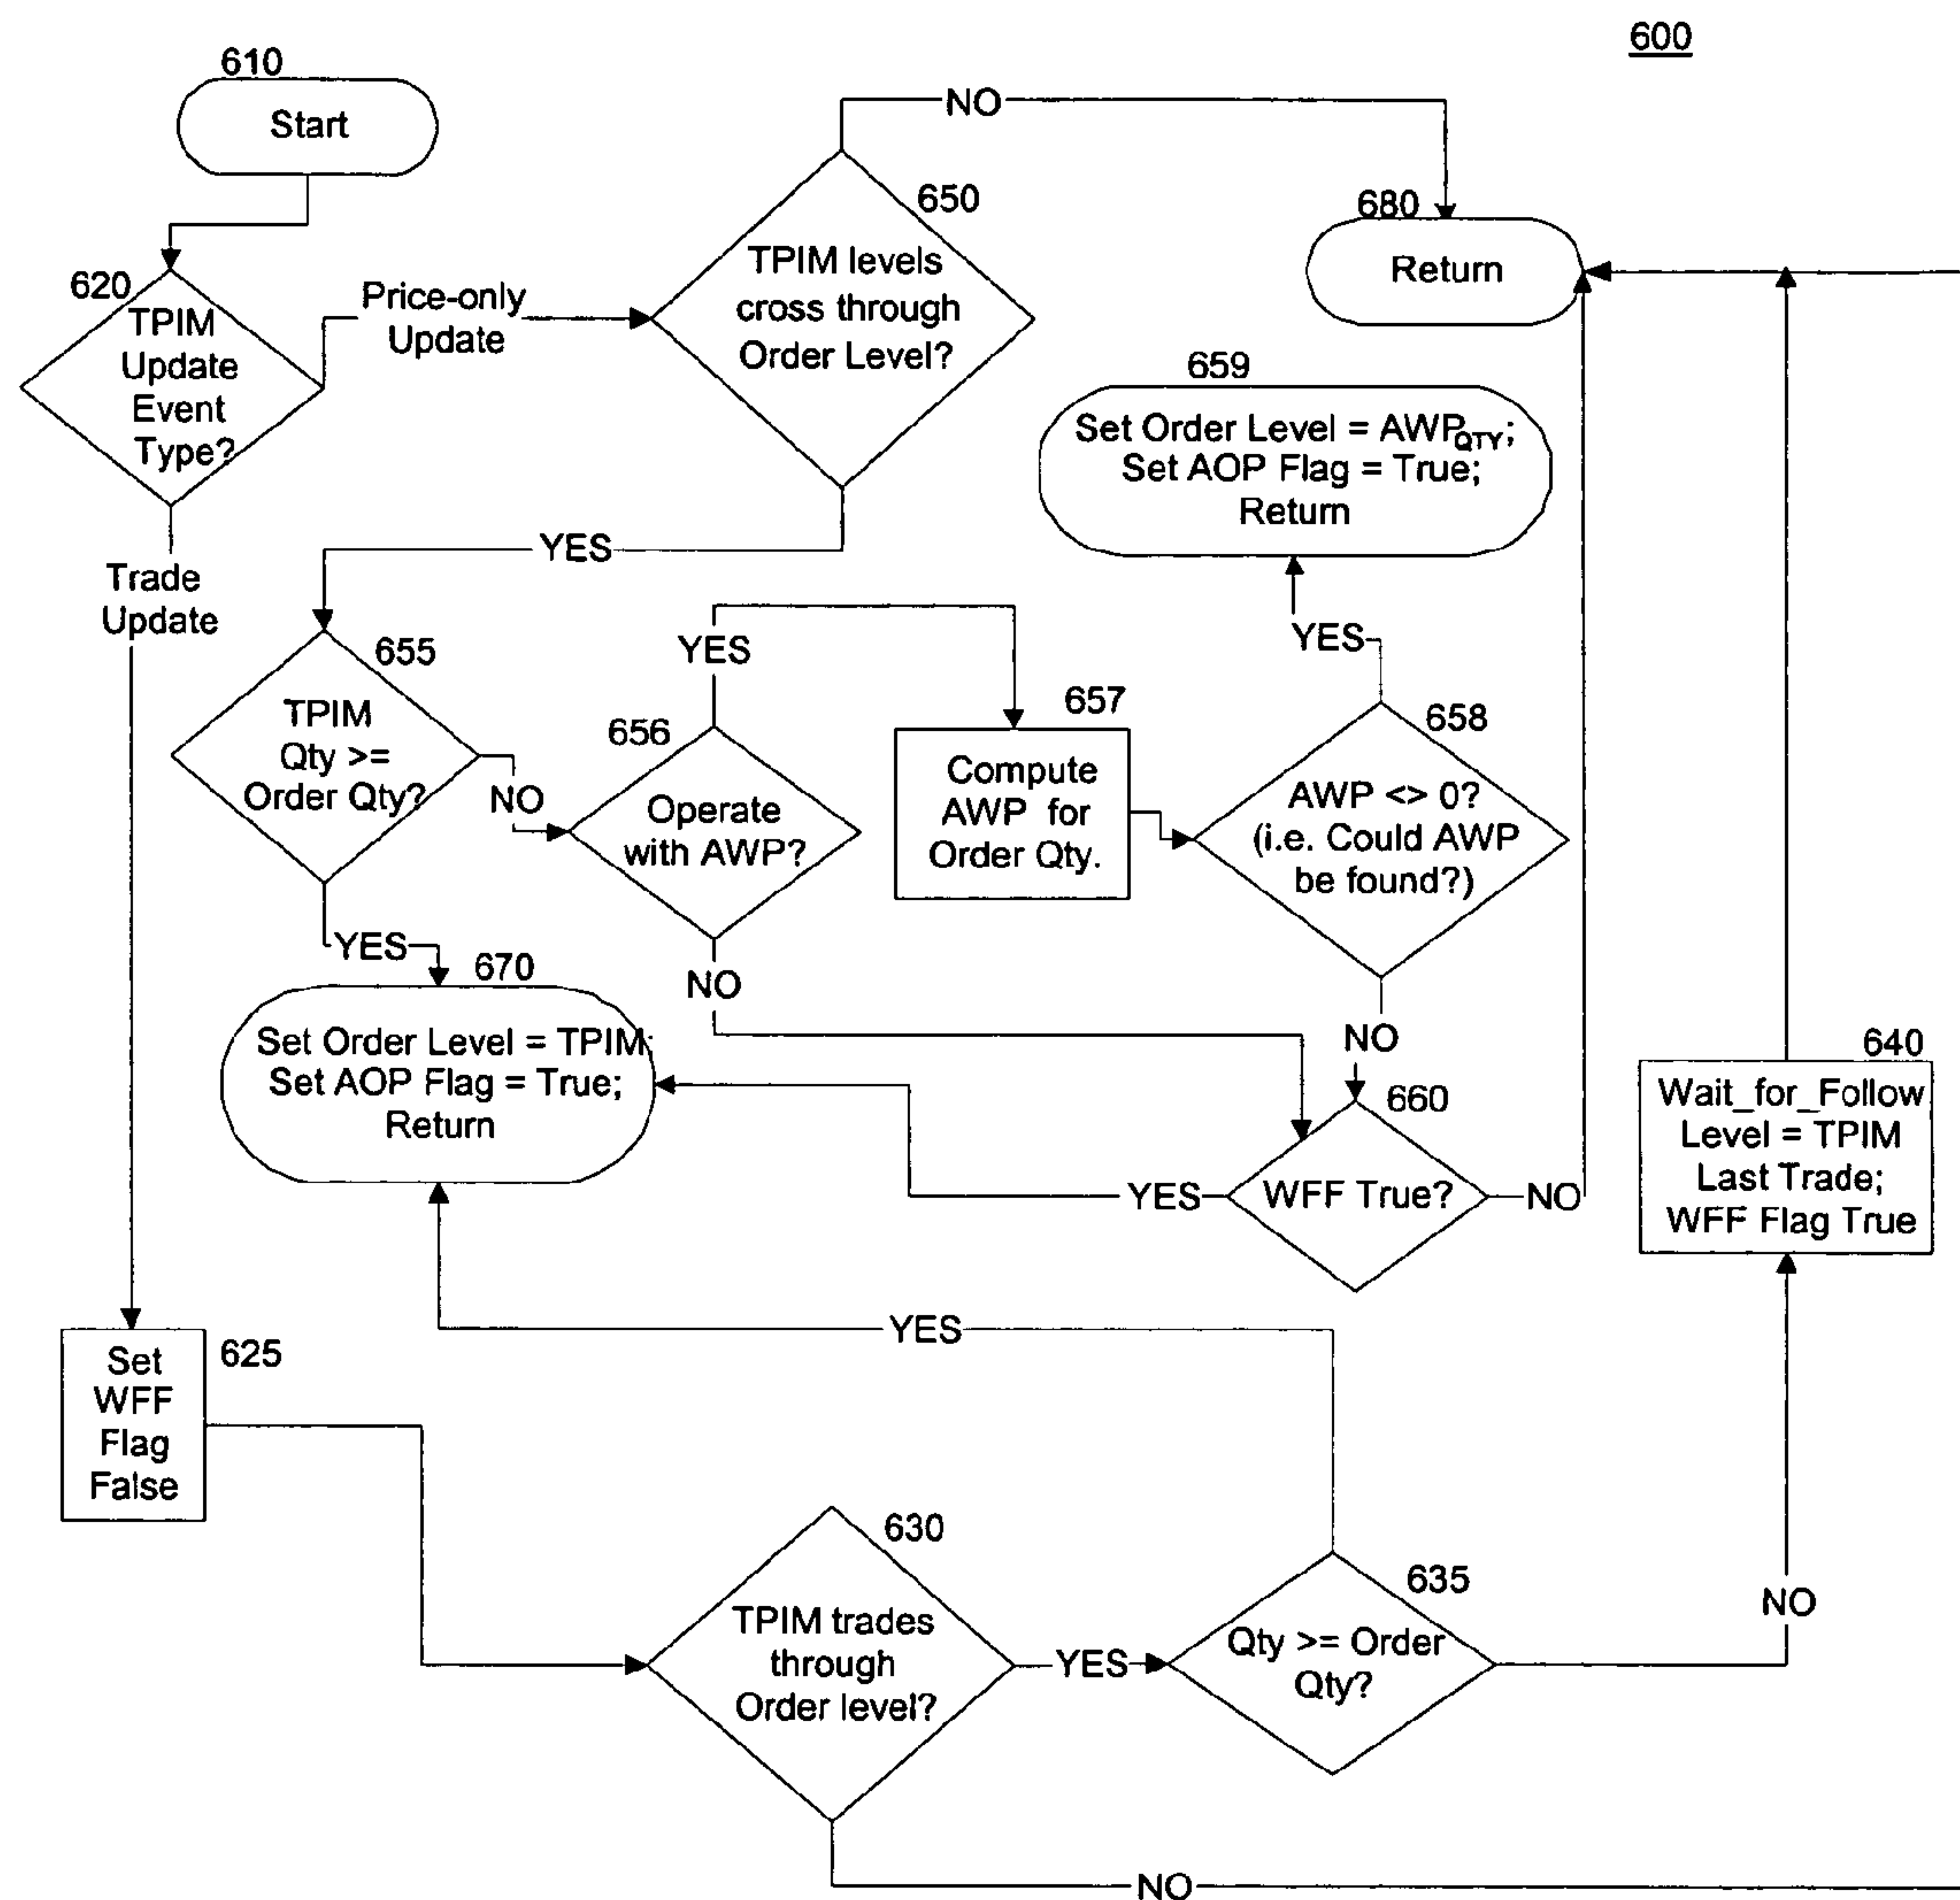 600
610
Start
NO
650
TPIM levels
cross through
Order Level?
680
Return
620
TPIM
Update
Event
Type?
Price-only
Update
659
Set Order Level = AWPQTY;
Set AOP Flag = True;
Return
YES
Trade
Update
YES
YES
655
TPIM
Qty >=
Order Qty?
NO
656
Operate
with AWP?
657
Compute
AWP for
Order Qty.
658
AWP <> 0?
(i.e. Could AWP
be found?)
YES
NO
NO
670
Set Order Level = TPIM;
Set AOP Flag = True;
Return
660
WFF True?
YES
NO
640
Wait_for_Follow
Level = TPIM
Last Trade;
WFF Flag True
YES
625
Set
WFF
Flag
False
630
TPIM trades
through
Order level?
YES
635
Qty >= Order
Qty?
NO
NO